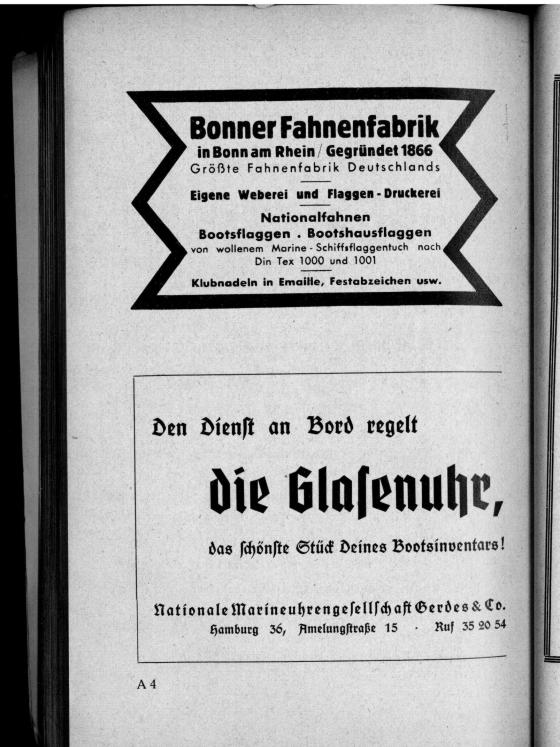 Bonner Fahnenfabrik
in Bonn am Rhein / Gegründet 1866
Größte Fahnenfabrik Deutschlands
Eigene Weberei und Flaggen-Druckerei
Nationalfahnen
Bootsflaggen . Bootshausflaggen
von wollenem Marine-Schiffsflaggentuch nach
Din Tex 1000 und 1001
Klubnadeln in Emaille, Festabzeichen usw.
Den Dienſt an Bord regelt
die Glaſenuhr,
das ſchönſte Stück Deines Bootsinventars!
Nationale Marineuhrengeſellſchaft Gerdes & Co.
Hamburg 36, Amelungſtraße 15 · Ruf 35 20 54
A 4